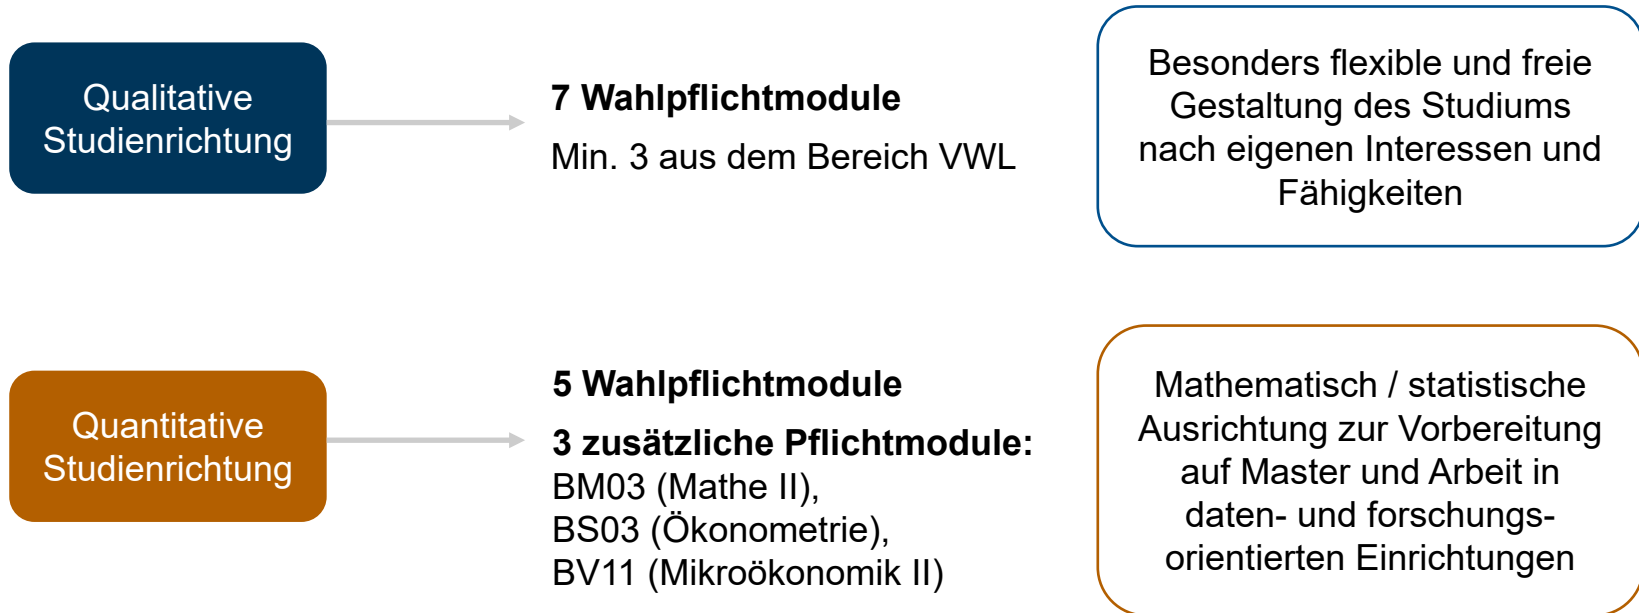 Qualitative
Studienrichtung
7 Wahlpflichtmodule
Min. 3 aus dem Bereich VWL
Besonders flexible und freie
Gestaltung des Studiums
nach eigenen Interessen und
Fähigkeiten
Quantitative
Studienrichtung
5 Wahlpflichtmodule
3 zusätzliche Pflichtmodule:
BM03 (Mathe II),
BS03 (Ökonometrie),
BV11 (Mikroökonomik II)
Mathematisch / statistische
Ausrichtung zur Vorbereitung
auf Master und Arbeit in
daten- und forschungs-
orientierten Einrichtungen